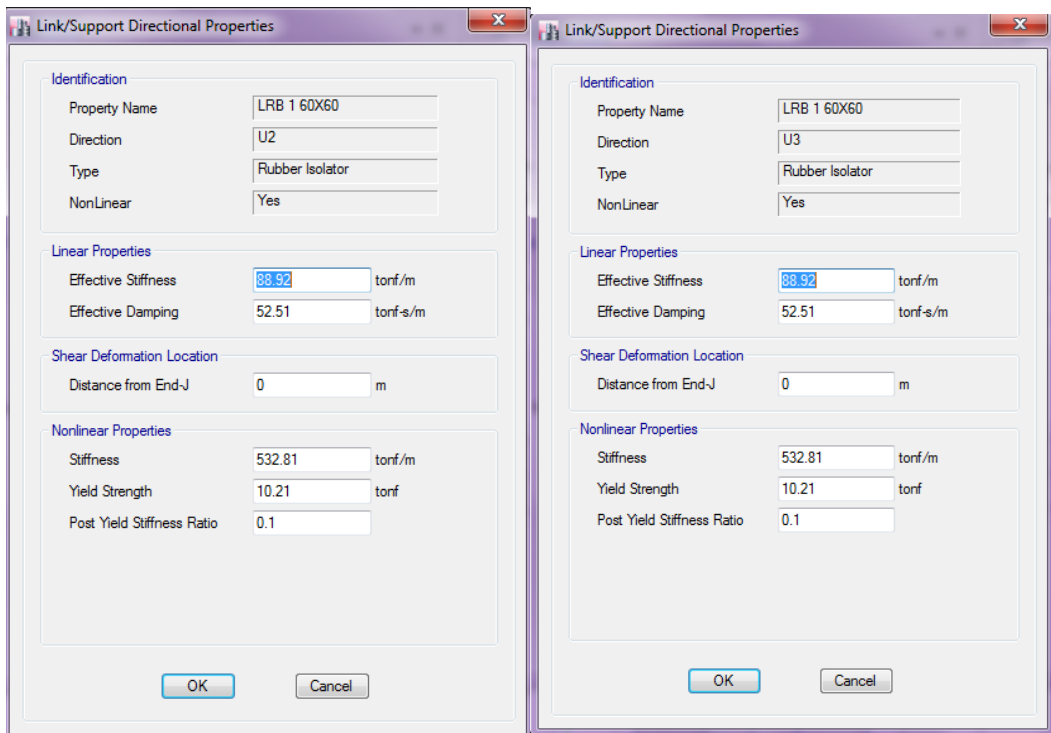 Link/Support Directional Properties
Identification
Property Name LRB 1 60X60
Direction U2
Type Rubber Isolator
NonLinear Yes
Linear Properties
Effective Stiffness 88.92 tonf/m
Effective Damping 52.51 tonf-s/m
Shear Deformation Location
Distance from End-J 0 m
Nonlinear Properties
Stiffness 532.81 tonf/m
Yield Strength 10.21 tonf
Post Yield Stiffness Ratio 0.1
OK Cancel
Link/Support Directional Properties
Identification
Property Name LRB 1 60X60
Direction U3
Type Rubber Isolator
NonLinear Yes
Linear Properties
Effective Stiffness 88.92 tonf/m
Effective Damping 52.51 tonf-s/m
Shear Deformation Location
Distance from End-J 0 m
Nonlinear Properties
Stiffness 532.81 tonf/m
Yield Strength 10.21 tonf
Post Yield Stiffness Ratio 0.1
OK Cancel